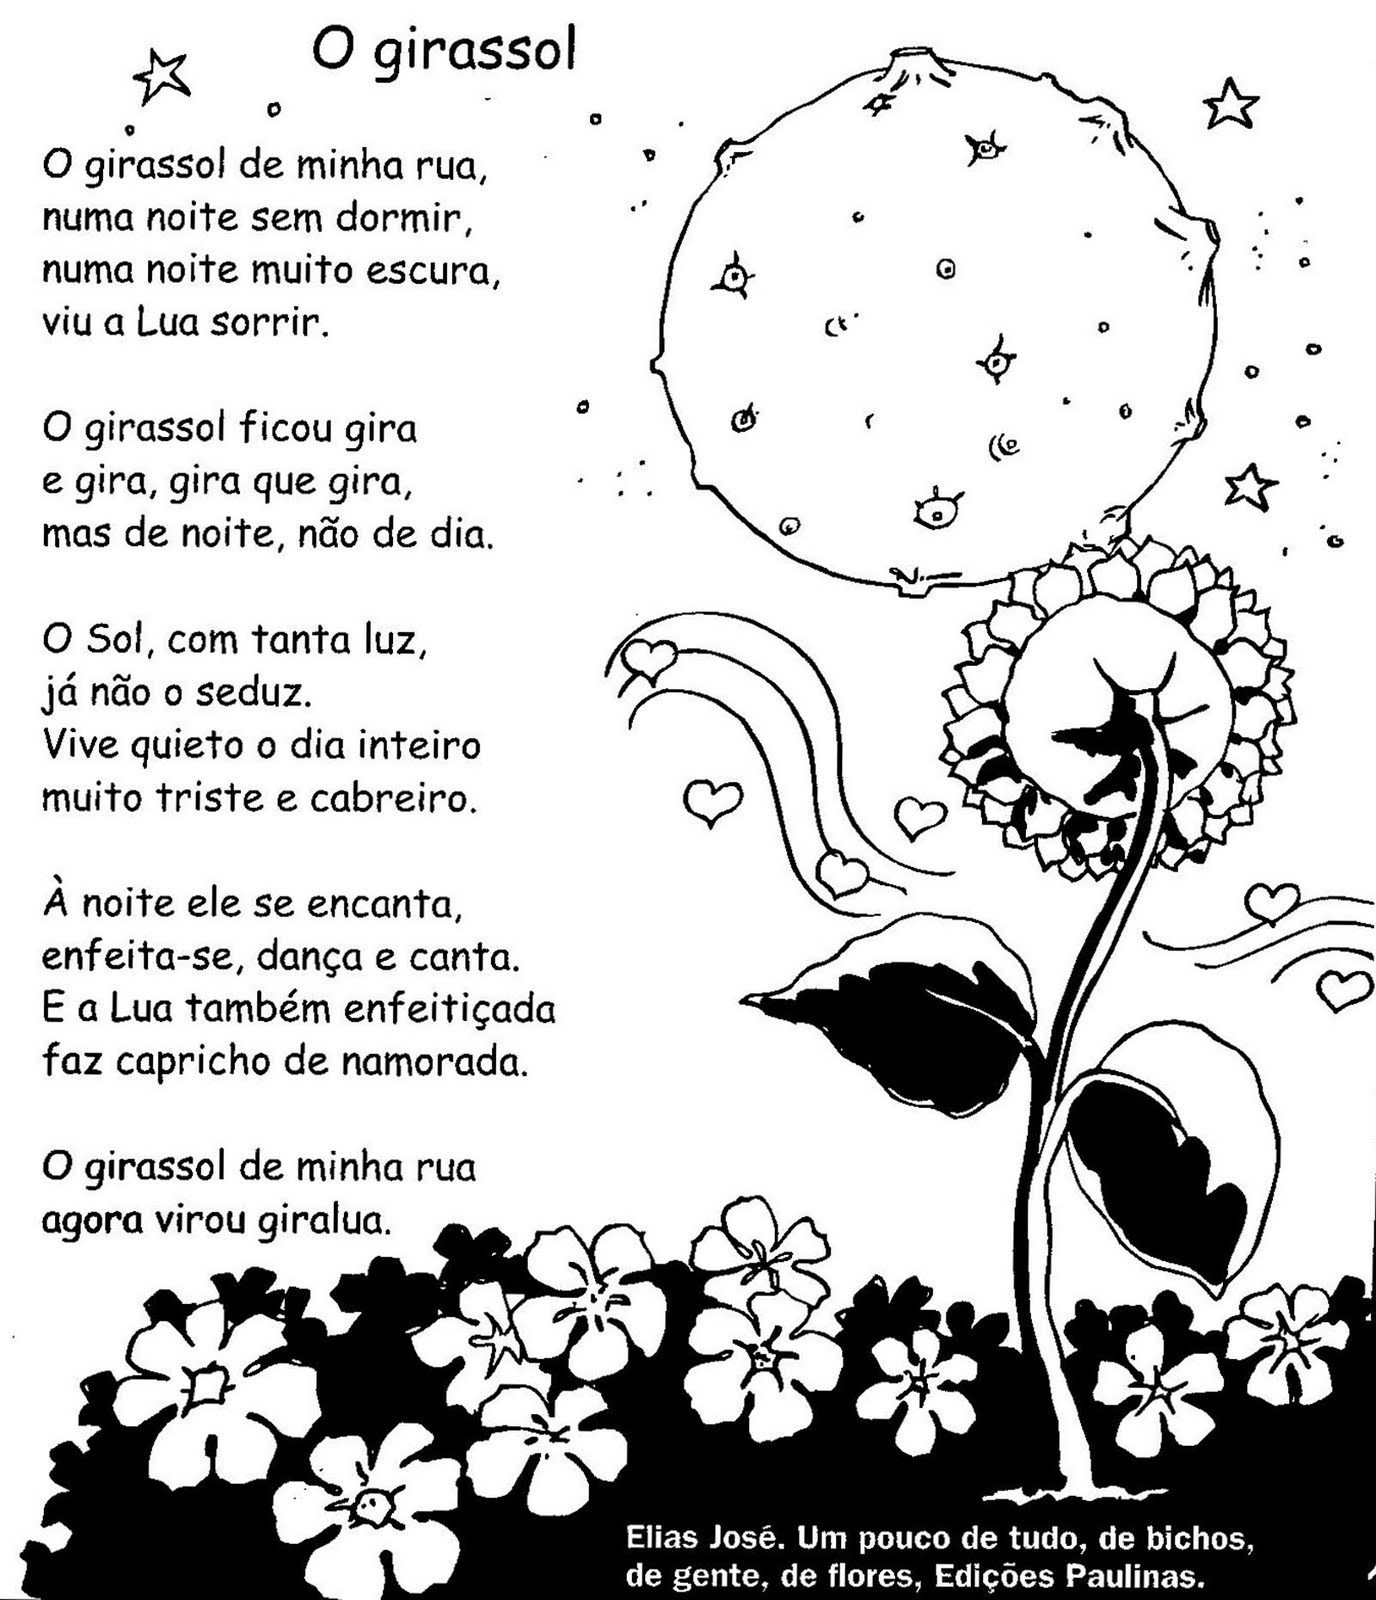 O girassol
O girassol de minha rua,
numa noite sem dormir,
numa noite muito escura,
viu a Lua sorrir.
O girassol ficou gira
e gira, gira que gira,
mas de noite, não de dia.
O Sol, com tanta luz,
já não o seduz.
Vive quieto o dia inteiro
muito triste e cabreiro.
À noite ele se encanta,
enfeita-se, dança e canta.
E a Lua também enfeitiçada
faz capricho de namorada.
O girassol de minha rua
agora virou giralua.
Elias José. Um pouco de tudo, de bichos,
de gente, de flores, Edições Paulinas.